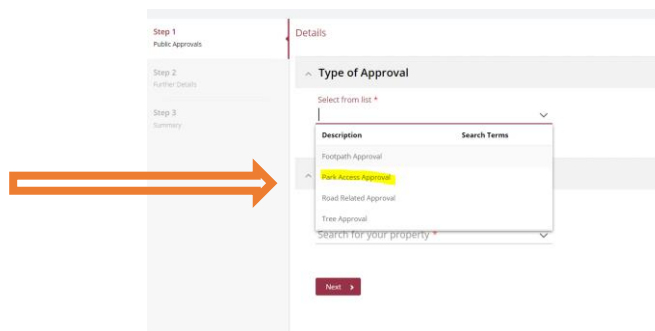 Step 1
Public Approvals
Step 2
Further Details
Step 3
Summary
Details
Type of Approval
Select from list *
Description Search Terms
Footpath Approval
Park Access Approval
Road Related Approval
Tree Approval
Search for your property *
Next